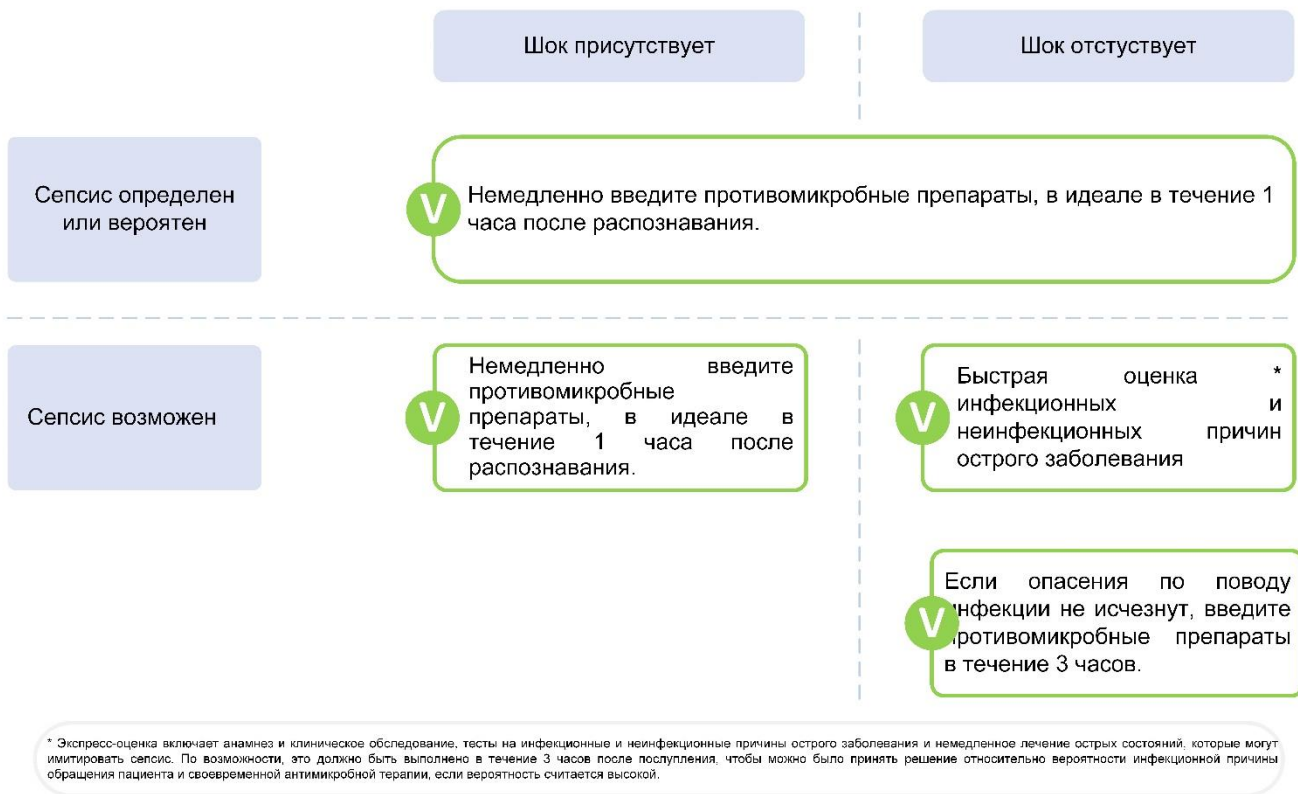 Шок присутствует
Шок отстуствует
Сепсис определен
или вероятен
V
Немедленно введите противомикробные препараты, в идеале в течение 1
часа после распознавания.
Сепсис возможен
V
Немедленно введите
противомикробные
препараты, в идеале в
течение 1 часа после
распознавания.
V
Быстрая оценка *
инфекционных и
неинфекционных причин
острого заболевания
V
Если опасения по поводу
инфекции не исчезнут, введите
противомикробные препараты
в течение 3 часов.
* Экспресс-оценка включает анамнез и клиническое обследование, тесты на инфекционные и неинфекционные причины острого заболевания и немедленное лечение острых состояний, которые могут
имитировать сепсис. По возможности, это должно быть выполнено в течение 3 часов после послупления, чтобы можно было принять решение относительно вероятности инфекционной причины
обращения пациента и своевременной антимикробной терапии, если вероятность считается высокой.